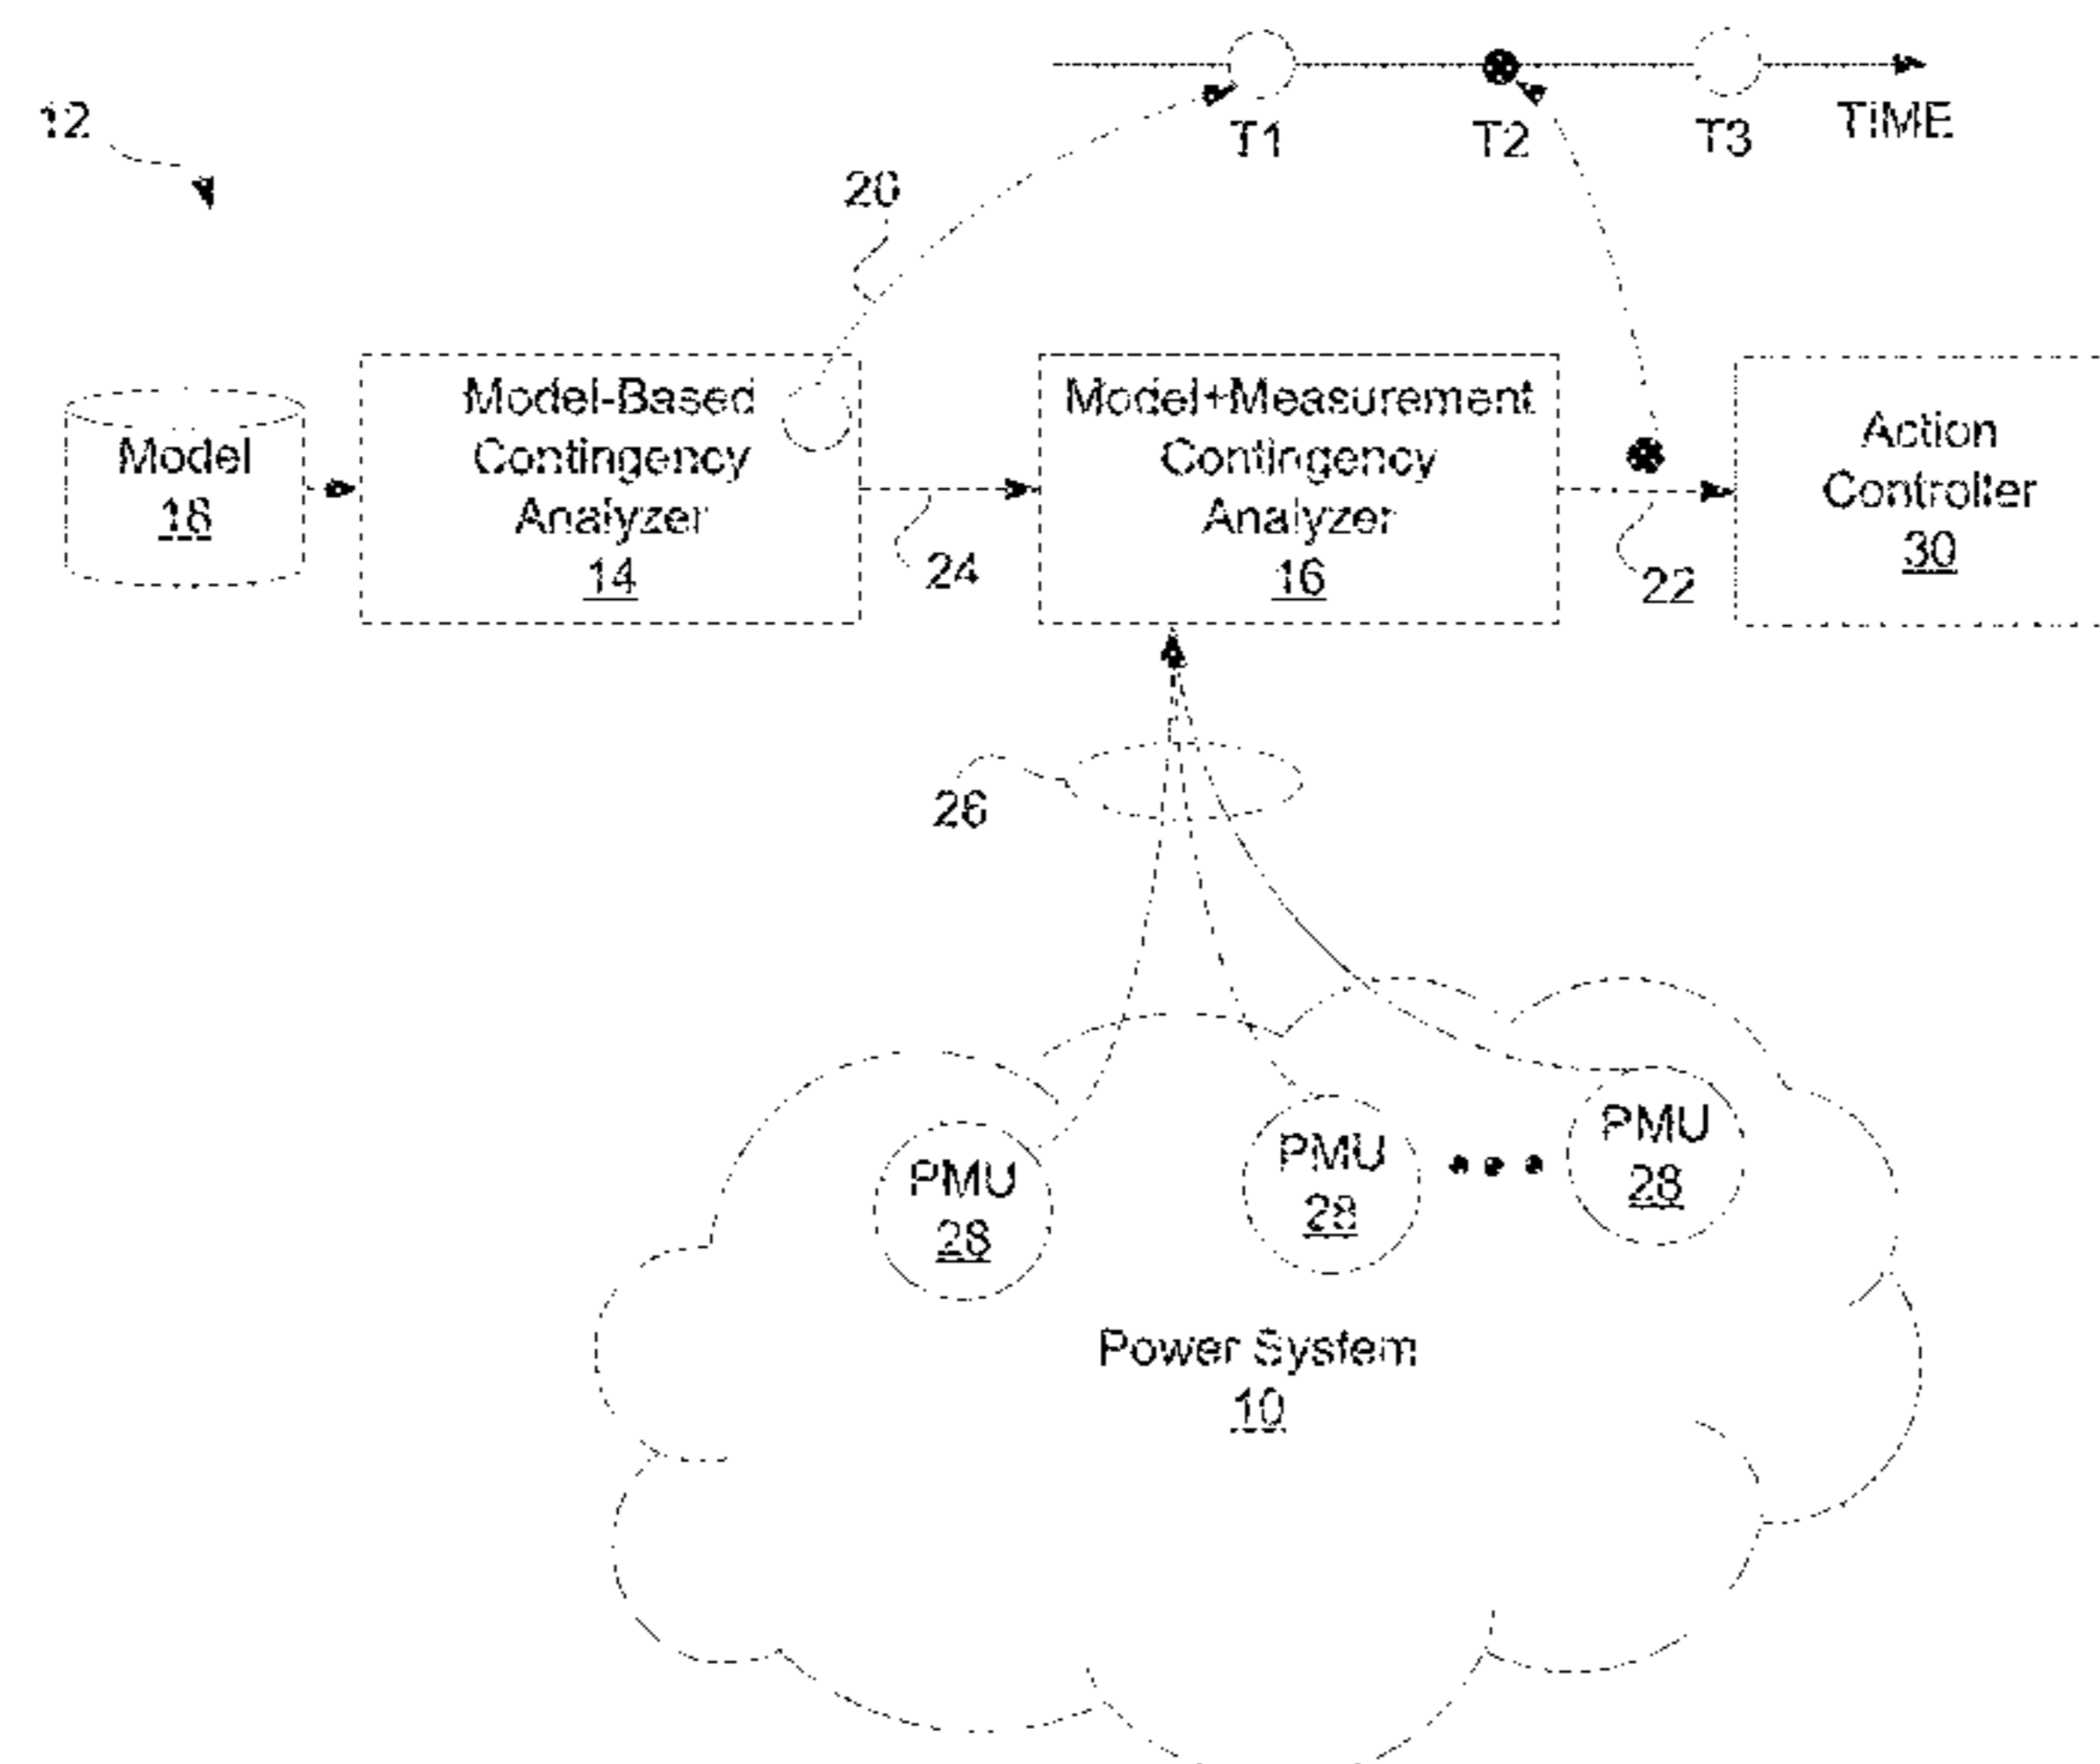 12
T1
T2
T3
TIME
20
Model
18
Model-Based
Contingency
Analyzer
14
24
Model+Measurement
Contingency
Analyzer
16
22
Action
Controller
30
26
PMU
28
PMU
28
PMU
28
Power System
10